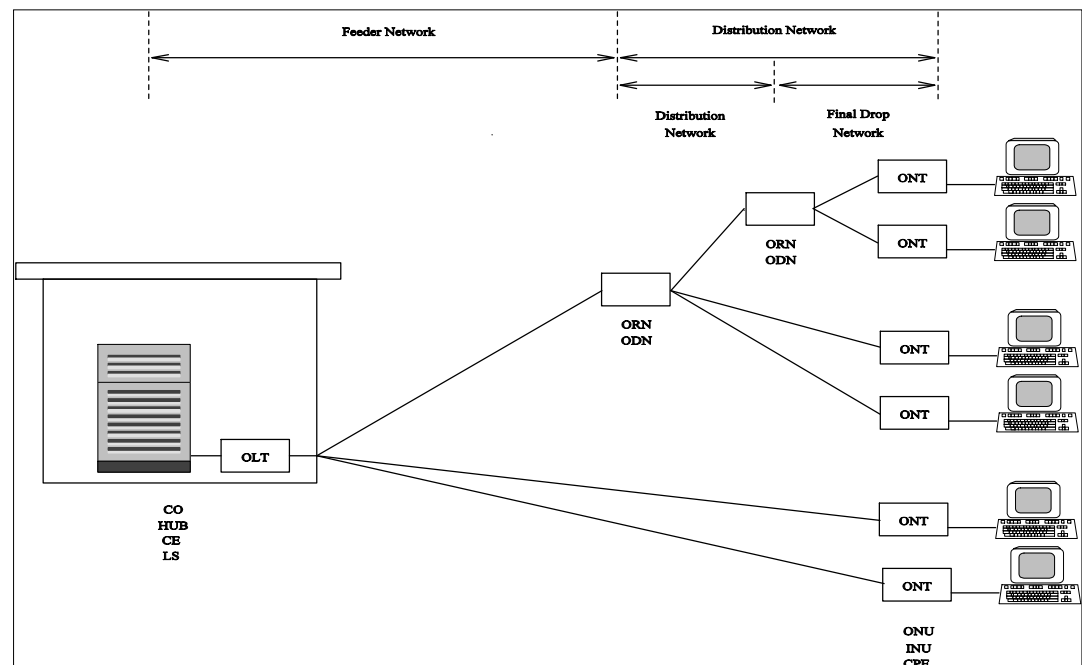 Feeder Network
Distribution Network
Distribution
Network
Final Drop
Network
ONT
ORN
ODN
ONT
ORN
ODN
ONT
ONT
OLT
CO
HUB
CE
LS
ONT
ONT
ONU
INU
CPE